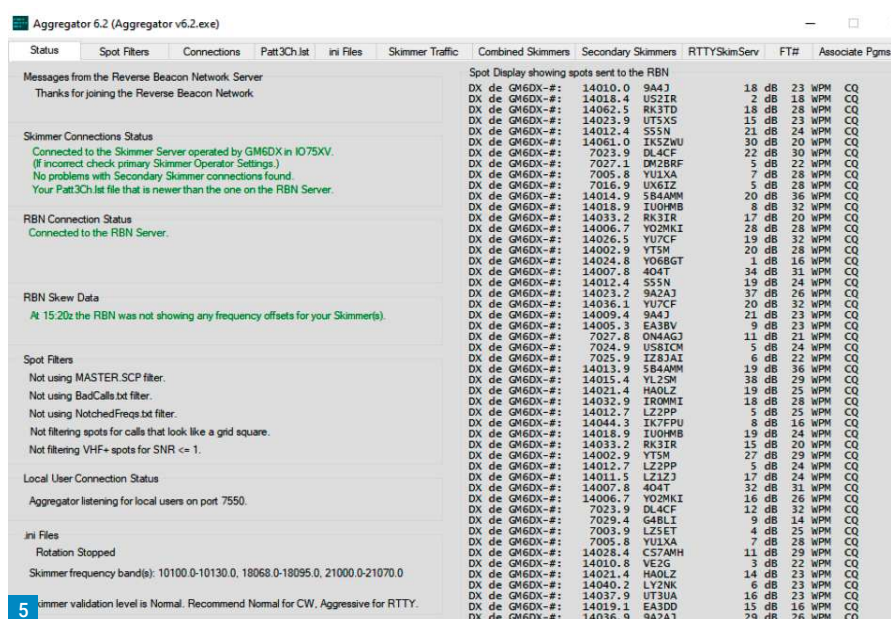 Aggregator 6.2 (Aggregator v6.2.exe)
Status Spot Filters Connections Patt3Ch.lst ini Files Skimmer Traffic Combined Skimmers Secondary Skimmers RTTYSkimServ FT# Associate Pgms
Messages from the Reverse Beacon Network Server
Thanks for joining the Reverse Beacon Network
Skimmer Connections Status
Connected to the Skimmer Server operated by GM6DX in IO75XV.
(If incorrect check primary Skimmer Operator Settings.)
No problems with Secondary Skimmer connections found.
Your Patt3Ch.lst file that is newer than the one on the RBN Server.
RBN Connection Status
Connected to the RBN Server.
RBN Skew Data
At 15:20z the RBN was not showing any frequency offsets for your Skimmer(s).
Spot Filters
Not using MASTER.SCP filter.
Not using BadCalls.txt filter.
Not using NotchedFreqs.txt filter.
Not filtering spots for calls that look like a grid square.
Not filtering VHF+ spots for SNR <= 1.
Local User Connection Status
Aggregator listening for local users on port 7550.
.ini Files
Rotation Stopped
Skimmer frequency band(s): 10100.0-10130.0, 18068.0-18095.0, 21000.0-21070.0
kimmer validation level is Normal. Recommend Normal for CW, Aggressive for RTTY.
5
Spot Display showing spots sent to the RBN
DX de GM6DX-#: 14010.0 9A4J 18 dB 23 WPM CQ
DX de GM6DX-#: 14018.4 US2IR 2 dB 18 WPM CQ
DX de GM6DX-#: 14062.5 RK3TD 18 dB 28 WPM CQ
DX de GM6DX-#: 14023.9 UT5XS 15 dB 23 WPM CQ
DX de GM6DX-#: 14012.4 S55N 21 dB 24 WPM CQ
DX de GM6DX-#: 14061.0 IK5ZWU 30 dB 20 WPM CQ
DX de GM6DX-#: 7023.9 DL4CF 22 dB 30 WPM CQ
DX de GM6DX-#: 7027.1 DM2BRF 5 dB 22 WPM CQ
DX de GM6DX-#: 7005.8 YU1XA 7 dB 28 WPM CQ
DX de GM6DX-#: 7016.9 UX6IZ 5 dB 28 WPM CQ
DX de GM6DX-#: 14014.9 5B4AMM 20 dB 36 WPM CQ
DX de GM6DX-#: 14018.9 IU0HMB 8 dB 32 WPM CQ
DX de GM6DX-#: 14033.2 RK3IR 17 dB 20 WPM CQ
DX de GM6DX-#: 14006.7 YO2MKI 28 dB 28 WPM CQ
DX de GM6DX-#: 14026.5 YU7CF 19 dB 32 WPM CQ
DX de GM6DX-#: 14002.9 YT5M 20 dB 28 WPM CQ
DX de GM6DX-#: 14024.8 YO6BGT 1 dB 16 WPM CQ
DX de GM6DX-#: 14007.8 4O4T 34 dB 31 WPM CQ
DX de GM6DX-#: 14012.4 S55N 19 dB 24 WPM CQ
DX de GM6DX-#: 14023.2 9A2AJ 37 dB 26 WPM CQ
DX de GM6DX-#: 14036.1 YU7CF 20 dB 32 WPM CQ
DX de GM6DX-#: 14009.4 9A4J 21 dB 23 WPM CQ
DX de GM6DX-#: 14005.3 EA3BV 9 dB 23 WPM CQ
DX de GM6DX-#: 7027.8 ON4AGJ 11 dB 21 WPM CQ
DX de GM6DX-#: 7024.9 US8ICM 5 dB 24 WPM CQ
DX de GM6DX-#: 7025.9 IZ8JAI 6 dB 22 WPM CQ
DX de GM6DX-#: 14013.9 5B4AMM 19 dB 36 WPM CQ
DX de GM6DX-#: 14015.4 YL2SM 38 dB 29 WPM CQ
DX de GM6DX-#: 14021.4 HA0LZ 19 dB 25 WPM CQ
DX de GM6DX-#: 14032.9 IR0MMI 18 dB 28 WPM CQ
DX de GM6DX-#: 14012.7 LZ2PP 5 dB 25 WPM CQ
DX de GM6DX-#: 14044.3 IK7FPU 8 dB 16 WPM CQ
DX de GM6DX-#: 14018.9 IU0HMB 19 dB 24 WPM CQ
DX de GM6DX-#: 14033.2 RK3IR 15 dB 20 WPM CQ
DX de GM6DX-#: 14002.9 YT5M 27 dB 29 WPM CQ
DX de GM6DX-#: 14012.7 LZ2PP 5 dB 24 WPM CQ
DX de GM6DX-#: 14011.5 LZ1ZJ 17 dB 24 WPM CQ
DX de GM6DX-#: 14007.8 4O4T 32 dB 31 WPM CQ
DX de GM6DX-#: 14006.7 YO2MKI 16 dB 26 WPM CQ
DX de GM6DX-#: 7023.9 DL4CF 12 dB 32 WPM CQ
DX de GM6DX-#: 7029.4 G4BLI 9 dB 14 WPM CQ
DX de GM6DX-#: 7003.9 LZ5ET 4 dB 25 WPM CQ
DX de GM6DX-#: 7005.8 YU1XA 7 dB 28 WPM CQ
DX de GM6DX-#: 14028.4 CS7AMH 11 dB 29 WPM CQ
DX de GM6DX-#: 14010.8 VE2G 3 dB 22 WPM CQ
DX de GM6DX-#: 14021.4 HA0LZ 14 dB 23 WPM CQ
DX de GM6DX-#: 14040.2 LY2NK 6 dB 23 WPM CQ
DX de GM6DX-#: 14037.9 UT3UA 16 dB 23 WPM CQ
DX de GM6DX-#: 14019.1 EA3DD 15 dB 16 WPM CQ
DX de GM6DX-#: 14036.9 9A2AJ 29 dB 26 WPM CQ